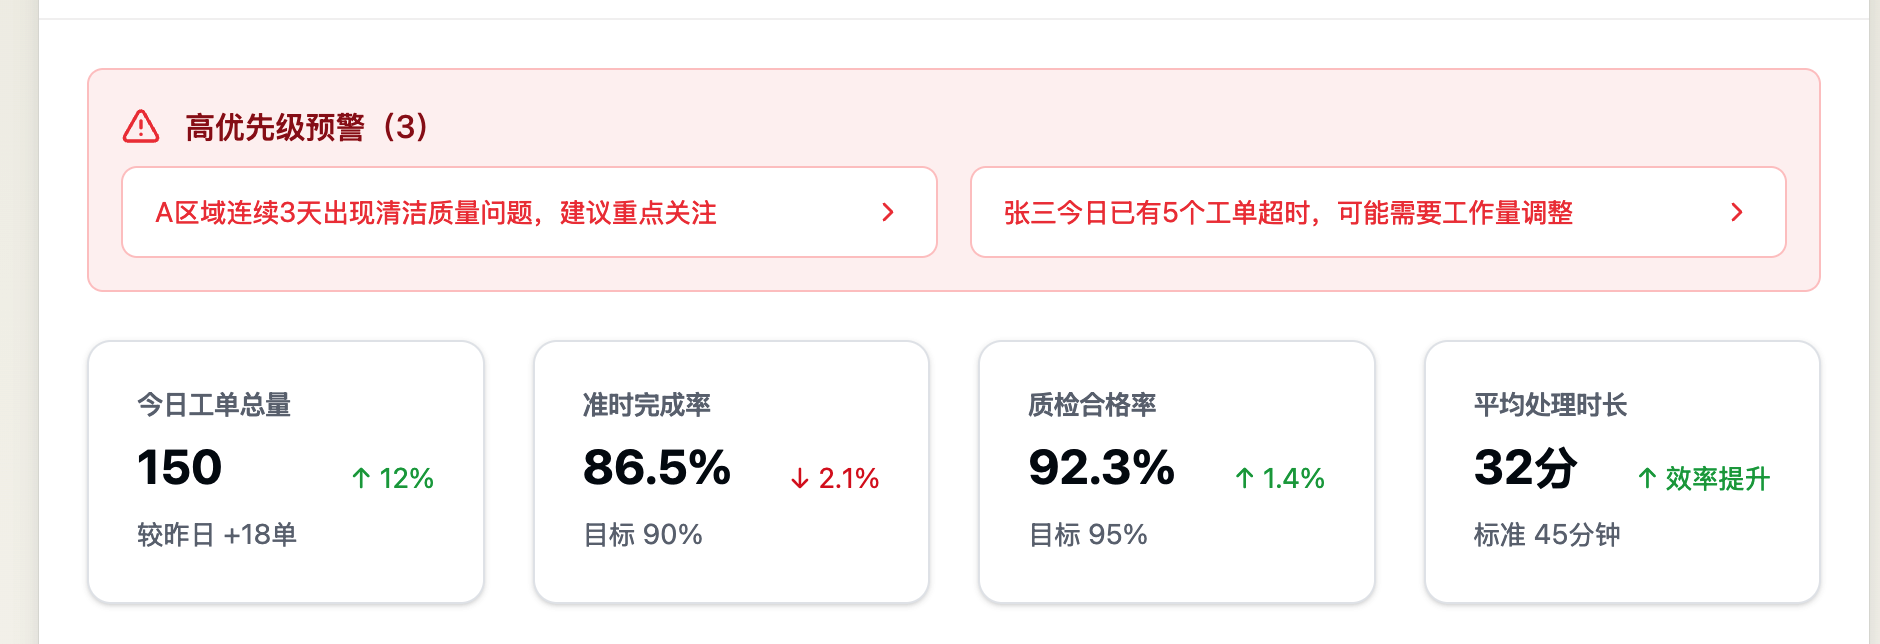 高优先级预警（3）
A区域连续3天出现清洁质量问题，建议重点关注
张三今日已有5个工单超时，可能需要工作量调整
今日工单总量
150
↑ 12%
较昨日 +18单
准时完成率
86.5%
↓ 2.1%
目标 90%
质检合格率
92.3%
↑ 1.4%
目标 95%
平均处理时长
32分
↑ 效率提升
标准 45分钟